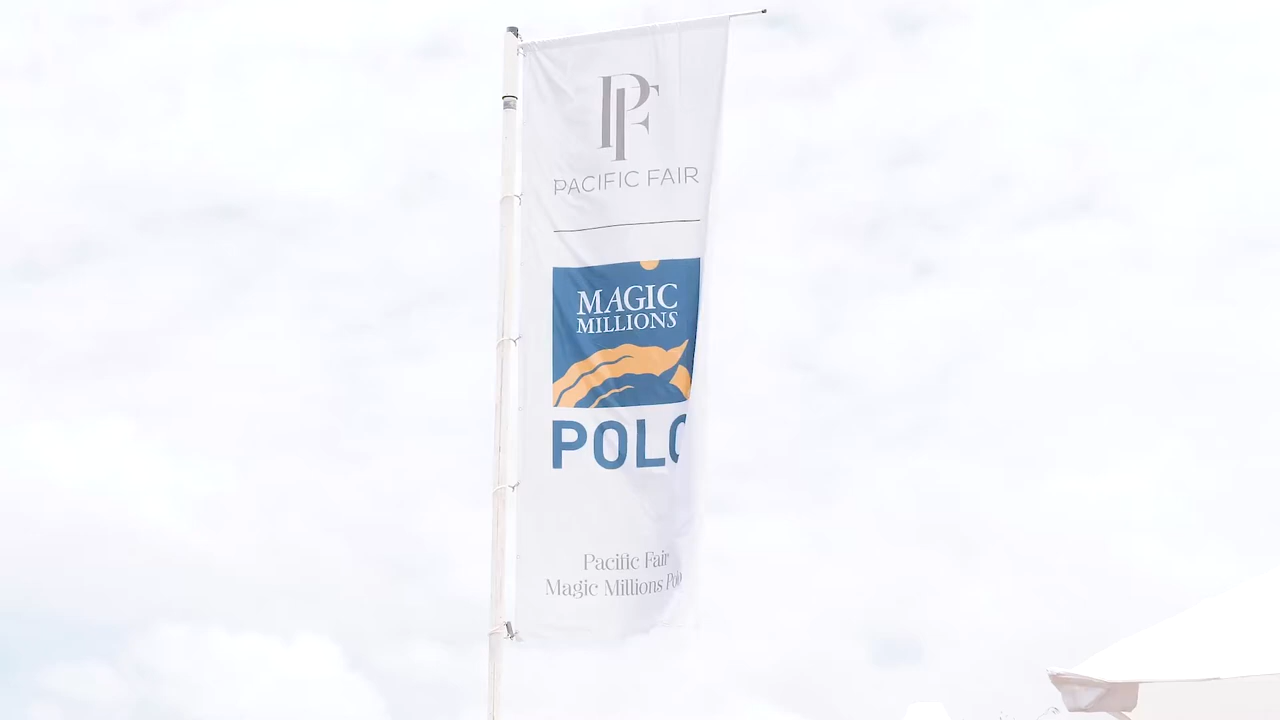 PF
PACIFIC FAIR
MAGIC
MILLIONS
POLO
Pacific Fair
Magic Millions Polo